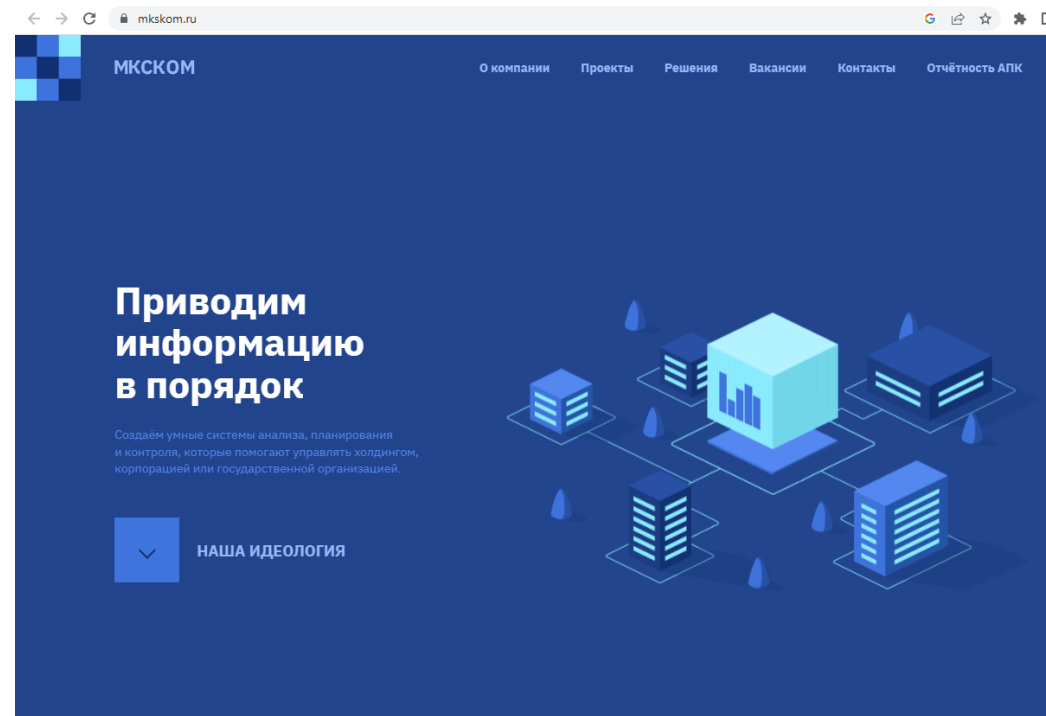 mkskom.ru
МКСКОМ
О компании Проекты Решения Вакансии Контакты Отчётность АПК
Приводим
информацию
в порядок
Создаём умные системы анализа, планирования
и контроля, которые помогают управлять холдингом,
корпорацией или государственной организацией.
НАША ИДЕОЛОГИЯ